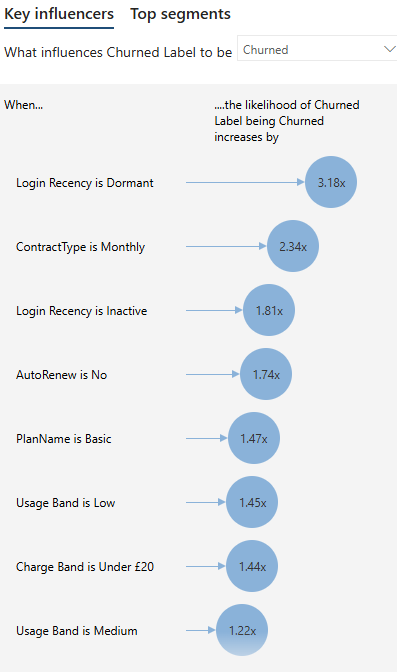 Key influencers Top segments
What influences Churned Label to be Churned
When...
....the likelihood of Churned
Label being Churned
increases by
Login Recency is Dormant 3.18x
ContractType is Monthly 2.34x
Login Recency is Inactive 1.81x
AutoRenew is No 1.74x
PlanName is Basic 1.47x
Usage Band is Low 1.45x
Charge Band is Under £20 1.44x
Usage Band is Medium 1.22x